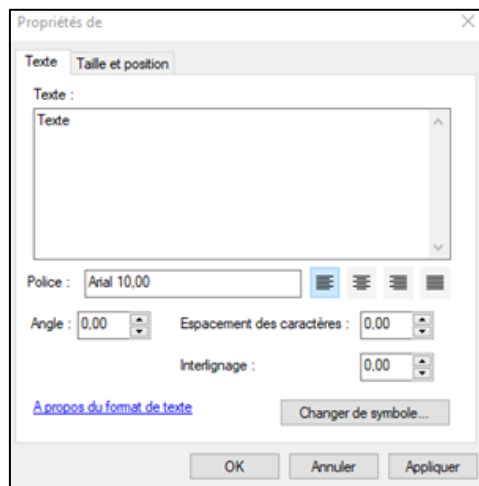 Propriétés de
Texte Taille et position
Texte :
Texte
Police : Arial 10,00
Angle : 0,00 Espacement des caractères : 0,00
Interlignage : 0,00
A propos du format de texte Changer de symbole...
OK Annuler Appliquer